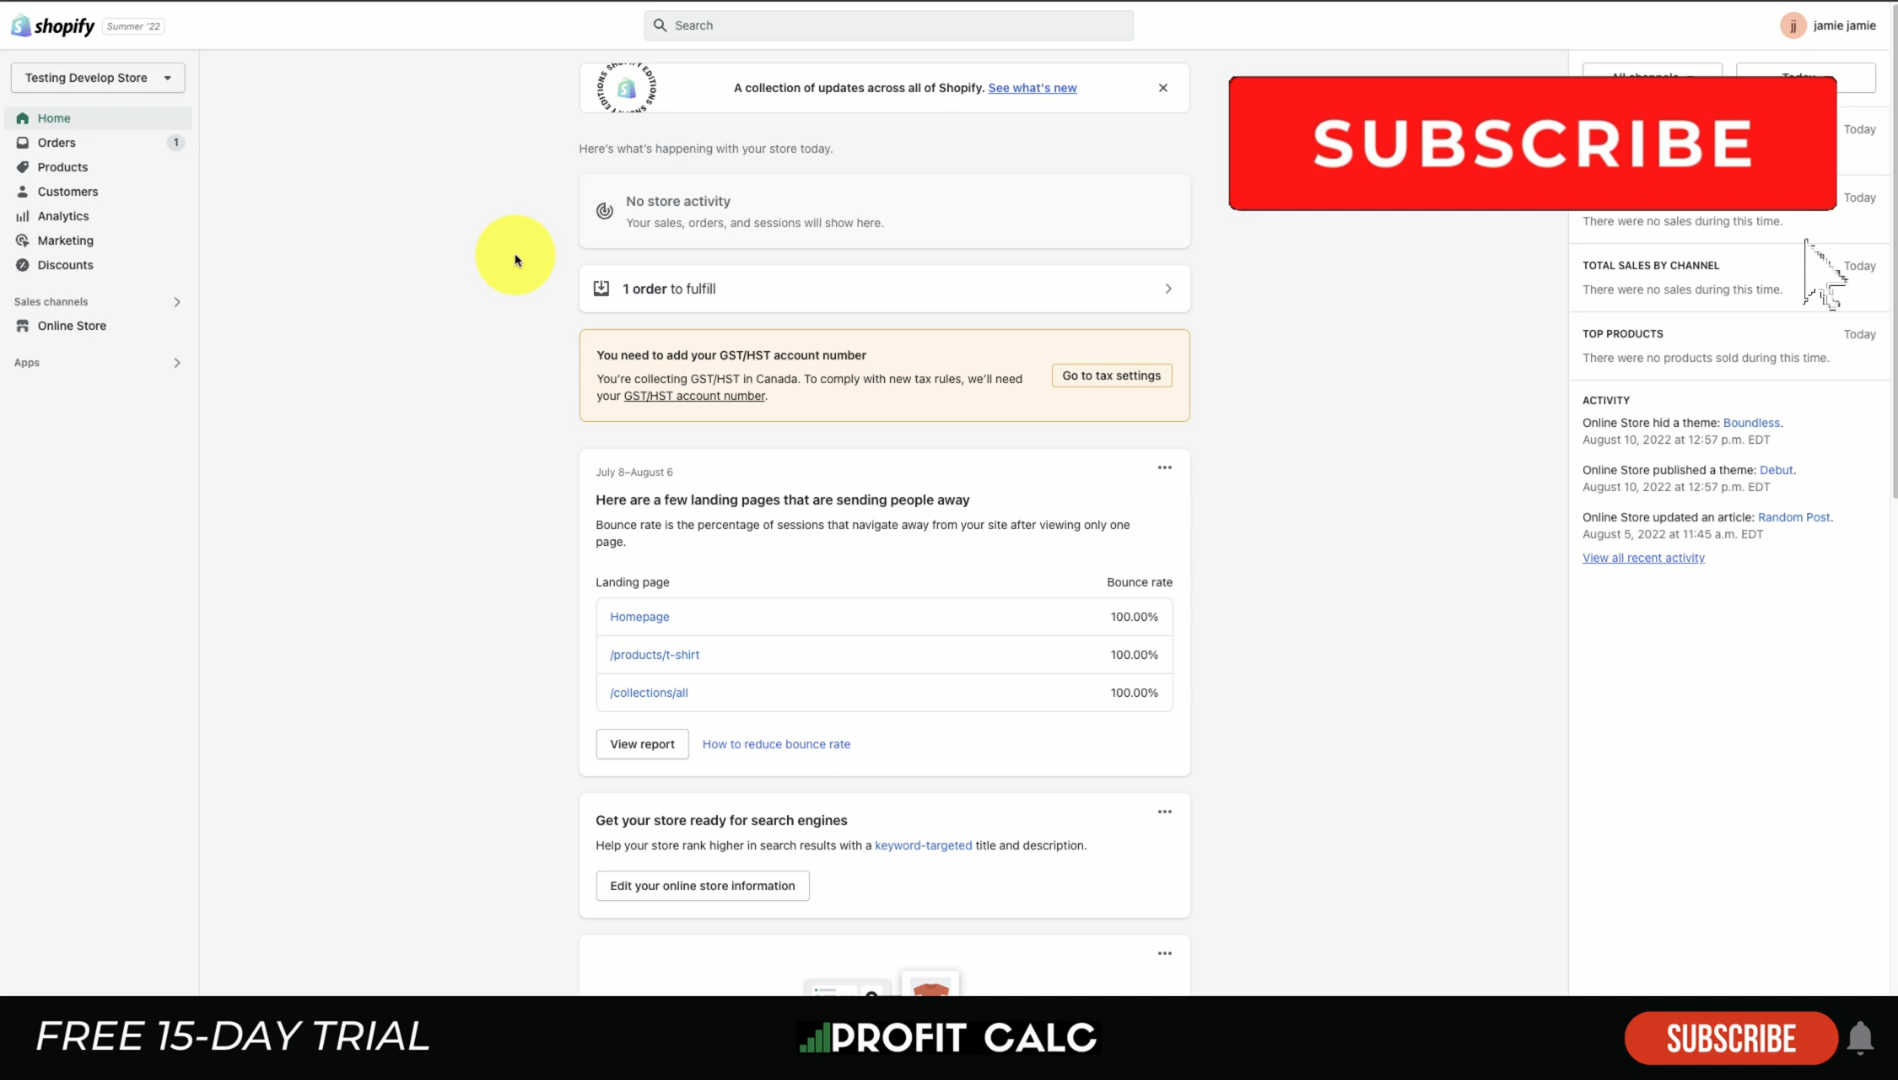 shopify Summer '22
Search
jj jamie jamie
Testing Develop Store
Home
Orders 1
Products
Customers
Analytics
Marketing
Discounts
Sales channels
Online Store
Apps
EDITIONS SHOPIFY EDITIONS
A collection of updates across all of Shopify. See what's new
Here's what's happening with your store today.
No store activity
Your sales, orders, and sessions will show here.
1 order to fulfill
You need to add your GST/HST account number
You're collecting GST/HST in Canada. To comply with new tax rules, we'll need
your GST/HST account number.
Go to tax settings
July 8–August 6
Here are a few landing pages that are sending people away
Bounce rate is the percentage of sessions that navigate away from your site after viewing only one
page.
Landing page Bounce rate
Homepage 100.00%
/products/t-shirt 100.00%
/collections/all 100.00%
View report How to reduce bounce rate
Get your store ready for search engines
Help your store rank higher in search results with a keyword-targeted title and description.
Edit your online store information
All channels Today
SUBSCRIBE
Today
Today
There were no sales during this time.
TOTAL SALES BY CHANNEL Today
There were no sales during this time.
TOP PRODUCTS Today
There were no products sold during this time.
ACTIVITY
Online Store hid a theme: Boundless.
August 10, 2022 at 12:57 p.m. EDT
Online Store published a theme: Debut.
August 10, 2022 at 12:57 p.m. EDT
Online Store updated an article: Random Post.
August 5, 2022 at 11:45 a.m. EDT
View all recent activity
FREE 15-DAY TRIAL
PROFIT CALC
SUBSCRIBE